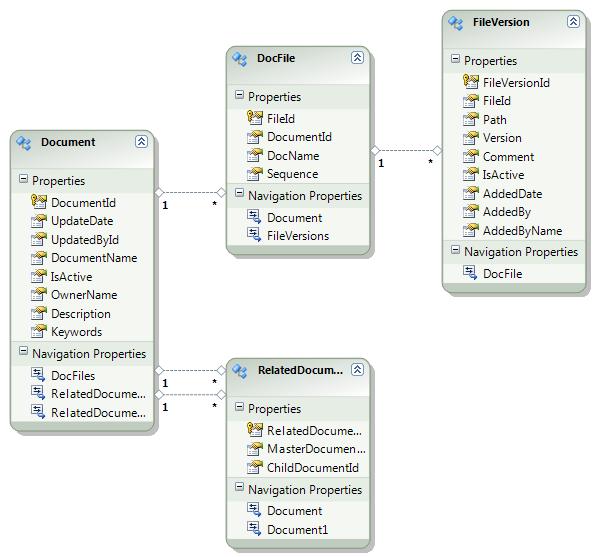 Document
Properties
DocumentId
UpdateDate
UpdatedById
DocumentName
IsActive
OwnerName
Description
Keywords
Navigation Properties
DocFiles
RelatedDocume...
RelatedDocume...
1
*
1
*
1
*
DocFile
Properties
FileId
DocumentId
DocName
Sequence
Navigation Properties
Document
FileVersions
1
*
FileVersion
Properties
FileVersionId
FileId
Path
Version
Comment
IsActive
AddedDate
AddedBy
AddedByName
Navigation Properties
DocFile
RelatedDocum...
Properties
RelatedDocume...
MasterDocumen...
ChildDocumentId
Navigation Properties
Document
Document1